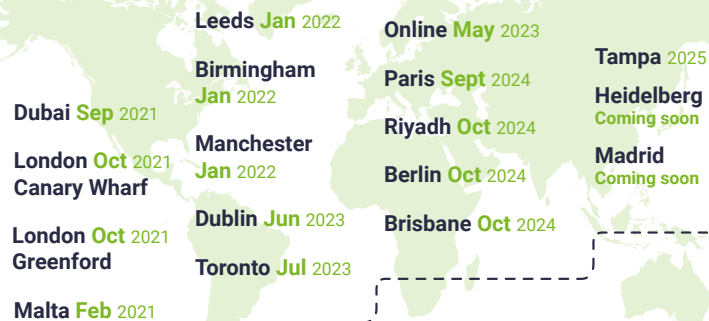 Dubai Sep 2021
London Oct 2021
Canary Wharf
London Oct 2021
Greenford
Malta Feb 2021
Leeds Jan 2022
Birmingham
Jan 2022
Manchester
Jan 2022
Dublin Jun 2023
Toronto Jul 2023
Online May 2023
Paris Sept 2024
Riyadh Oct 2024
Berlin Oct 2024
Brisbane Oct 2024
Tampa 2025
Heidelberg
Coming soon
Madrid
Coming soon